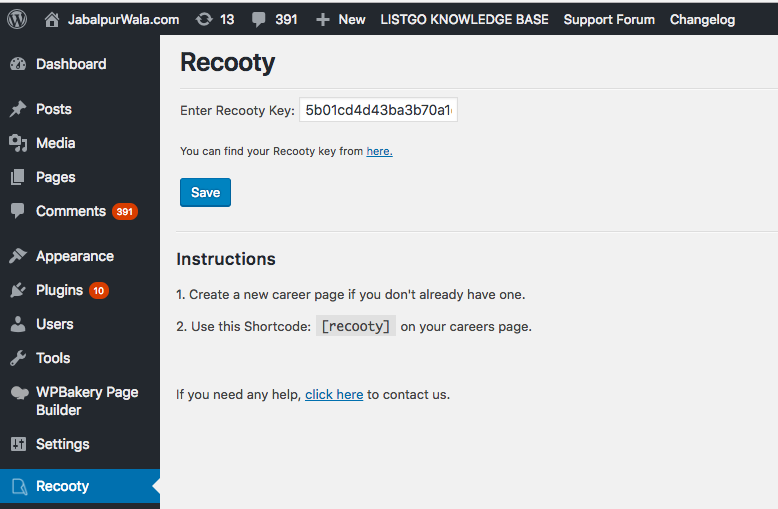 JabalpurWala.com 13 391 New LISTGO KNOWLEDGE BASE Support Forum Changelog
Dashboard
Posts
Media
Pages
Comments 391
Appearance
Plugins 10
Users
Tools
WPBakery Page
Builder
Settings
Recooty
Recooty
Enter Recooty Key: 5b01cd4d43ba3b70a1
You can find your Recooty key from here.
Save
Instructions
1. Create a new career page if you don't already have one.
2. Use this Shortcode: [recooty] on your careers page.
If you need any help, click here to contact us.